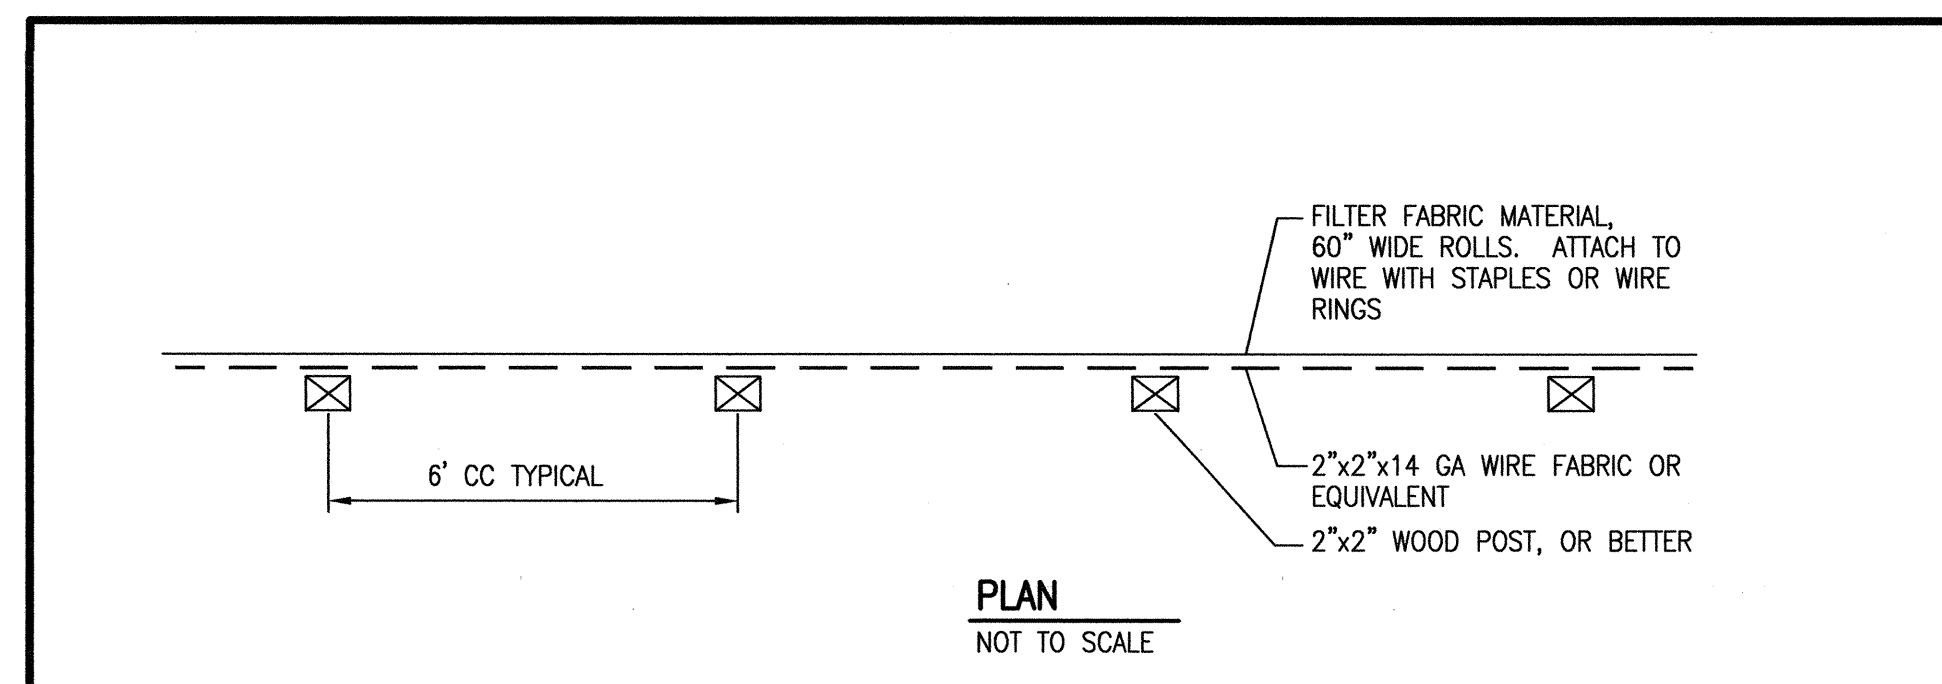 FILTER FABRIC MATERIAL,
60" WIDE ROLLS. ATTACH TO
WIRE WITH STAPLES OR WIRE
RINGS
6' CC TYPICAL
2"x2"x14 GA WIRE FABRIC OR
EQUIVALENT
2"x2" WOOD POST, OR BETTER
PLAN
NOT TO SCALE